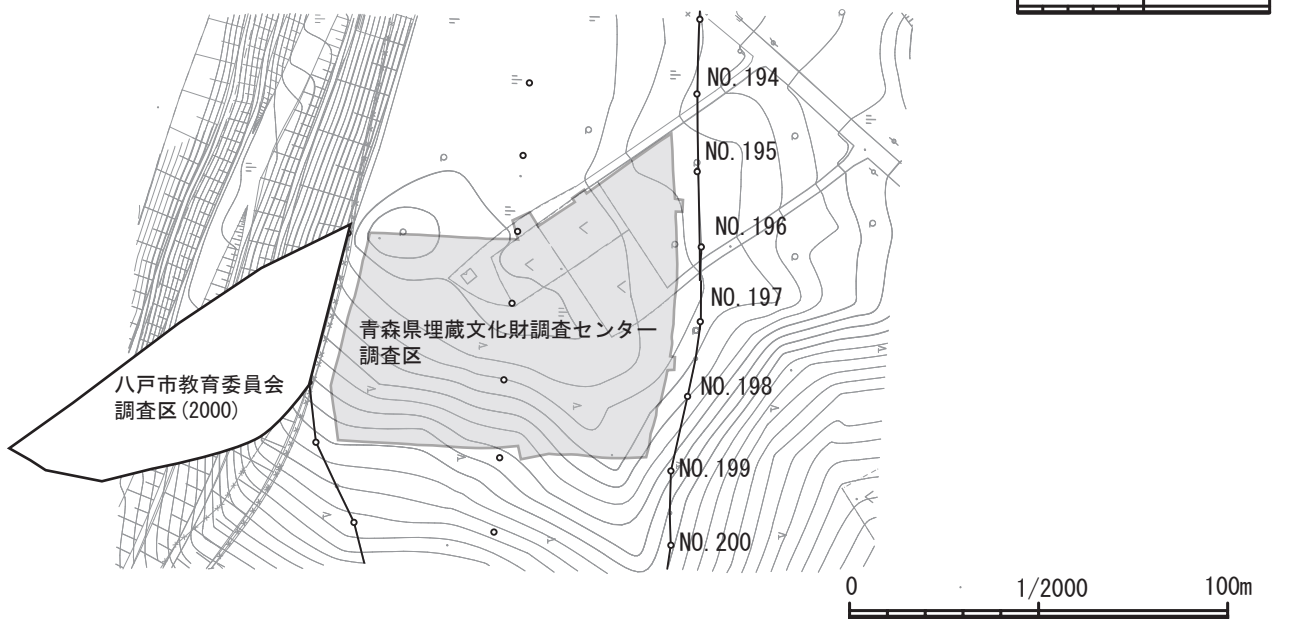 NO. 194
NO. 195
NO. 196
NO. 197
青森県埋蔵文化財調査センター
調査区
八戸市教育委員会
調査区(2000)
NO. 198
NO. 199
NO. 200
0 1/2000 100m